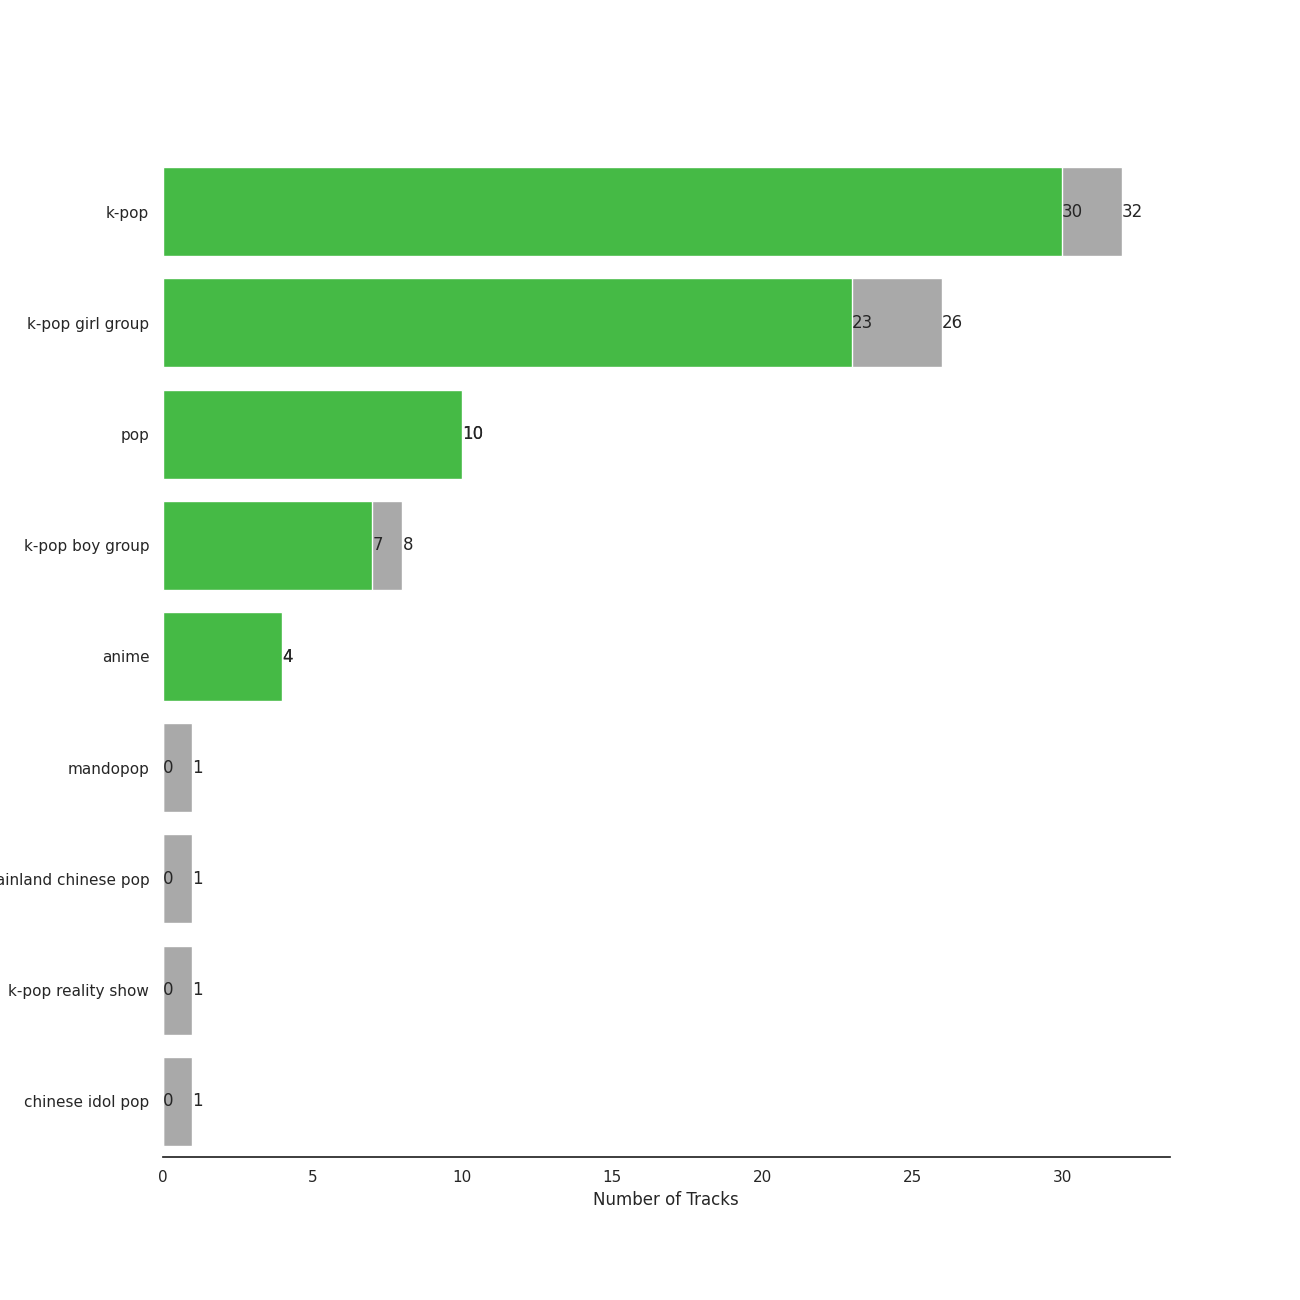 k-pop 30 32
k-pop girl group 23 26
pop 10
k-pop boy group 7 8
anime 4
mandopop 0 1
ainland chinese pop 0 1
k-pop reality show 0 1
chinese idol pop 0 1
0 5 10 15 20 25 30
Number of Tracks